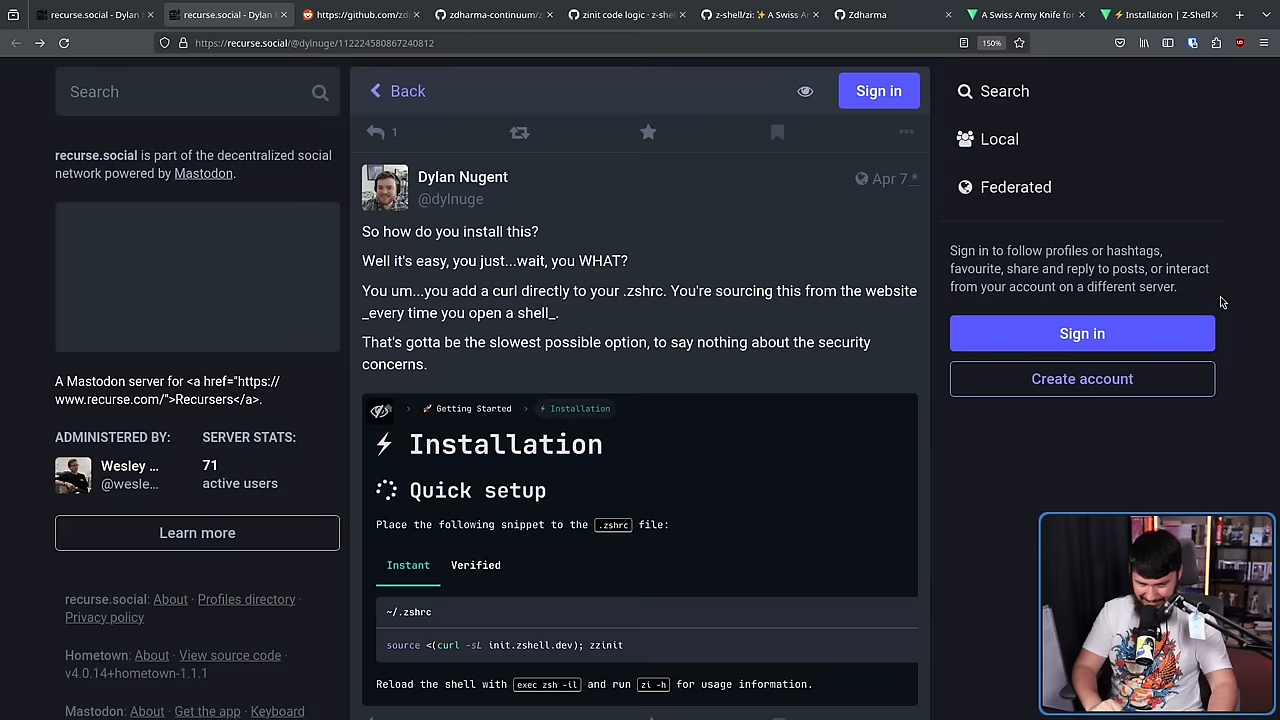 recurse.social - Dylan N
recurse.social - Dylan N
https://github.com/zdh
zdharma-continuum/z
zinit code logic · z-shel
z-shell/zi: ✨ A Swiss Ar
Zdharma
A Swiss Army Knife for
⚡ Installation | Z-Shell
https://recurse.social/@dylnuge/112224580867240812
150%
Search
recurse.social is part of the decentralized social
network powered by Mastodon.
A Mastodon server for <a href="https://
www.recurse.com/">Recursers</a>.
ADMINISTERED BY:
SERVER STATS:
Wesley ...
@wesle...
71
active users
Learn more
recurse.social: About · Profiles directory ·
Privacy policy
Hometown: About · View source code ·
v4.0.14+hometown-1.1.1
Mastodon: About · Get the app · Keyboard
Back
Sign in
1
Dylan Nugent
@dylnuge
Apr 7 *
So how do you install this?
Well it's easy, you just...wait, you WHAT?
You um...you add a curl directly to your .zshrc. You're sourcing this from the website
_every time you open a shell_.
That's gotta be the slowest possible option, to say nothing about the security
concerns.
🚀 Getting Started › ⚡ Installation
⚡ Installation
Quick setup
Place the following snippet to the .zshrc file:
Instant Verified
~/.zshrc
source <(curl -sL init.zshell.dev); zzinit
Reload the shell with exec zsh -il and run zi -h for usage information.
Search
Local
Federated
Sign in to follow profiles or hashtags,
favourite, share and reply to posts, or interact
from your account on a different server.
Sign in
Create account